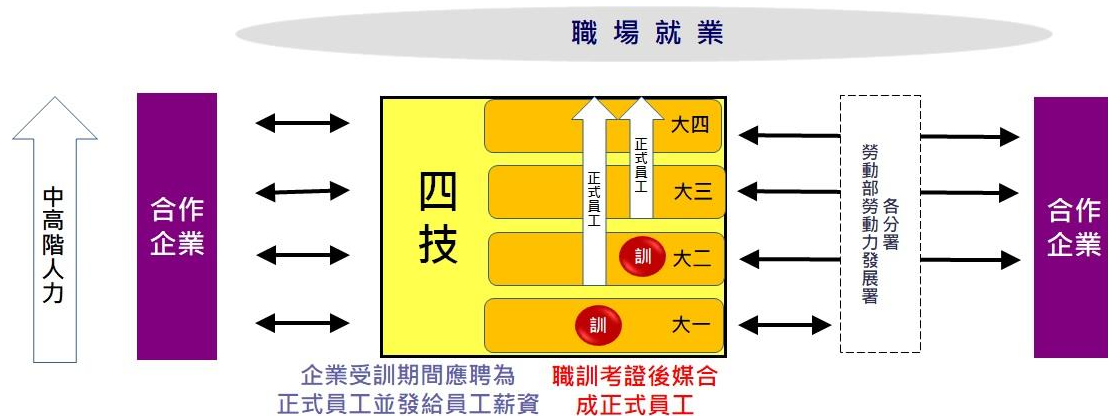 職場就業
中高階人力
合作
企業
四技
大四
大三
大二
大一
正式員工
正式員工
訓
訓
各分署
勞動部勞動力發展署
合作
企業
企業受訓期間應聘為
正式員工並發給員工薪資
職訓考證後媒合
成正式員工